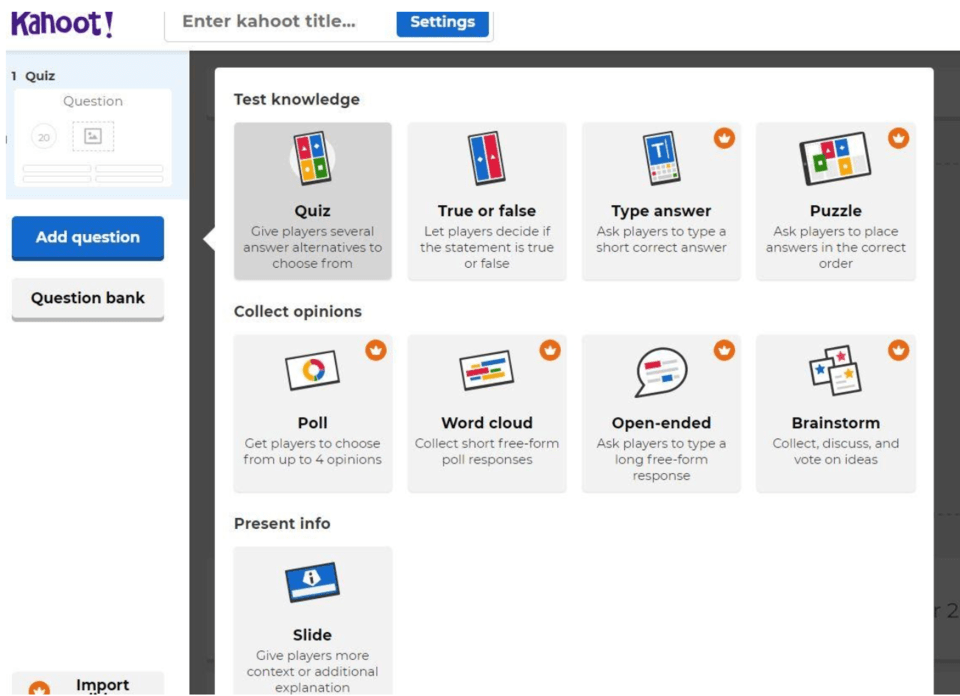 Kahoot!
Enter kahoot title...
Settings
1 Quiz
Question
20
Add question
Question bank
Import
Test knowledge
Quiz
Give players several
answer alternatives to
choose from
True or false
Let players decide if
the statement is true
or false
Type answer
Ask players to type a
short correct answer
Puzzle
Ask players to place
answers in the correct
order
Collect opinions
Poll
Get players to choose
from up to 4 opinions
Word cloud
Collect short free-form
poll responses
Open-ended
Ask players to type a
long free-form
response
Brainstorm
Collect, discuss, and
vote on ideas
Present info
Slide
Give players more
context or additional
explanation
r 2